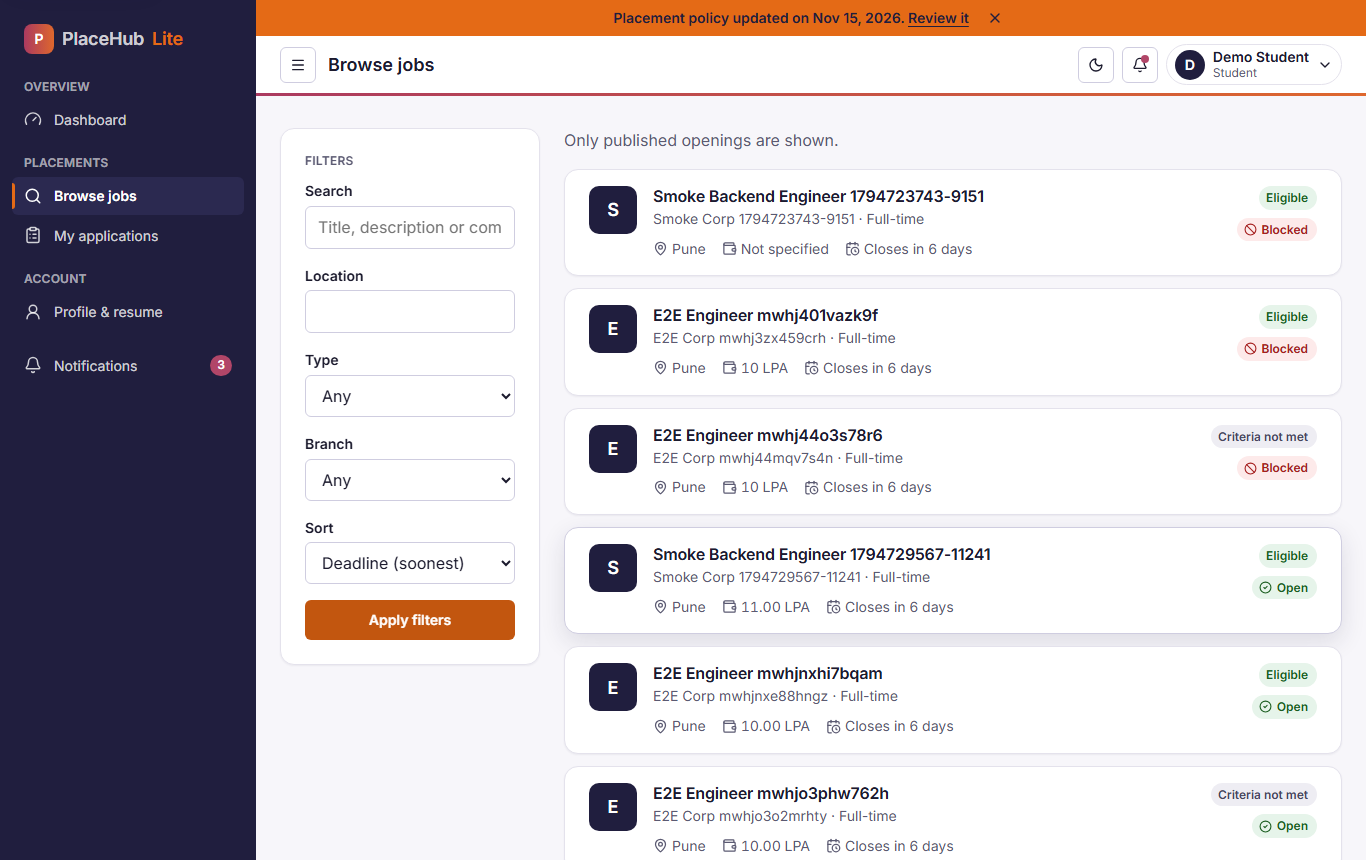 Placement policy updated on Nov 15, 2026. Review it
P PlaceHub Lite
OVERVIEW
Dashboard
PLACEMENTS
Browse jobs
My applications
ACCOUNT
Profile & resume
Notifications 3
Browse jobs
D Demo Student
Student
FILTERS
Search
Title, description or com
Location
Type
Any
Branch
Any
Sort
Deadline (soonest)
Apply filters
Only published openings are shown.
S
Smoke Backend Engineer 1794723743-9151
Smoke Corp 1794723743-9151 · Full-time
Pune Not specified Closes in 6 days
Eligible
Blocked
E
E2E Engineer mwhj401vazk9f
E2E Corp mwhj3zx459crh · Full-time
Pune 10 LPA Closes in 6 days
Eligible
Blocked
E
E2E Engineer mwhj44o3s78r6
E2E Corp mwhj44mqv7s4n · Full-time
Pune 10 LPA Closes in 6 days
Criteria not met
Blocked
S
Smoke Backend Engineer 1794729567-11241
Smoke Corp 1794729567-11241 · Full-time
Pune 11.00 LPA Closes in 6 days
Eligible
Open
E
E2E Engineer mwhjnxhi7bqam
E2E Corp mwhjnxe88hngz · Full-time
Pune 10.00 LPA Closes in 6 days
Eligible
Open
E
E2E Engineer mwhjo3phw762h
E2E Corp mwhjo3o2mrhty · Full-time
Pune 10.00 LPA Closes in 6 days
Criteria not met
Open